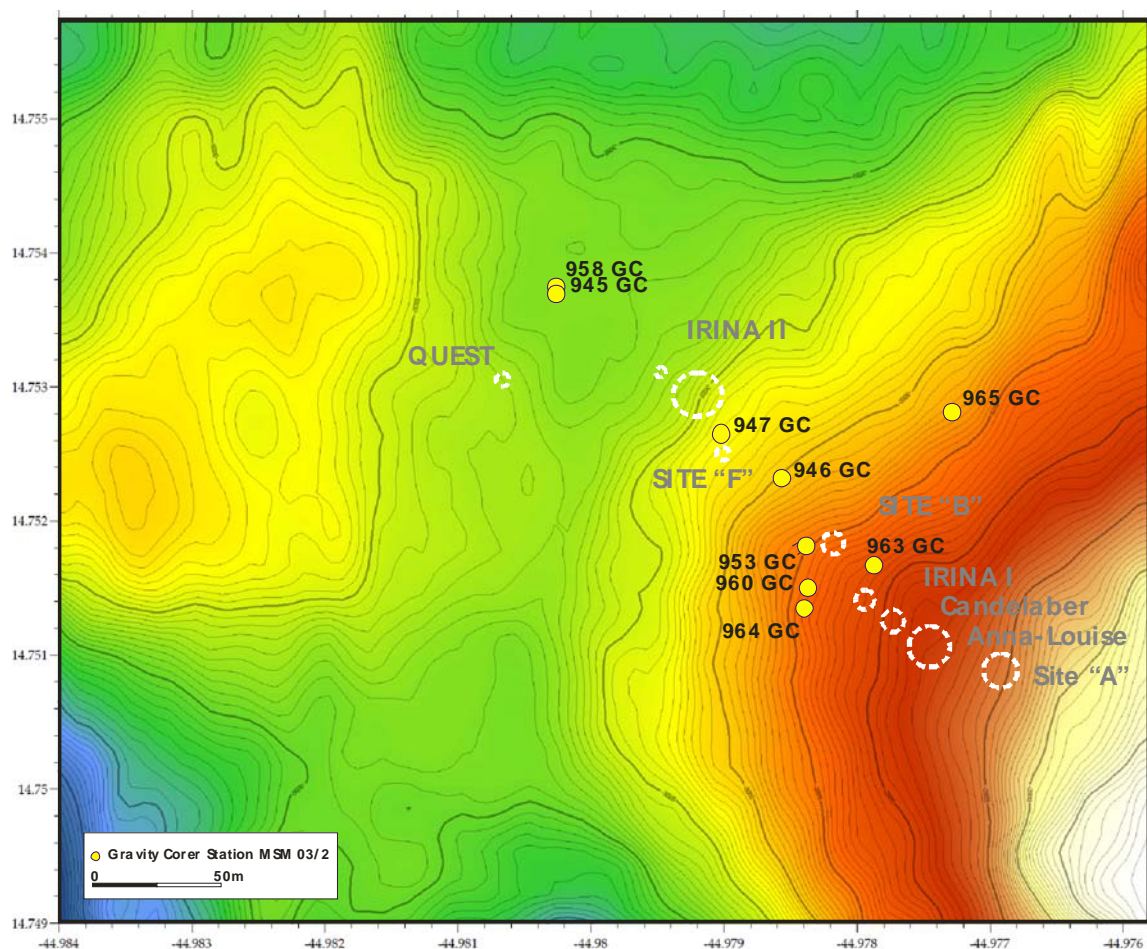 14.755
14.754
958 GC
945 GC
IRINA II
QUEST
14.753
965 GC
947 GC
SITE "F"
946 GC
SITE "B"
14.752
963 GC
953 GC
IRINA I
960 GC
Candelaber
964 GC
Anna-Louise
14.751
Site "A"
14.75
Gravity Corer Station MSM 03/2
0 50m
14.749
-44.984 -44.983 -44.982 -44.981 -44.98 -44.979 -44.978 -44.977